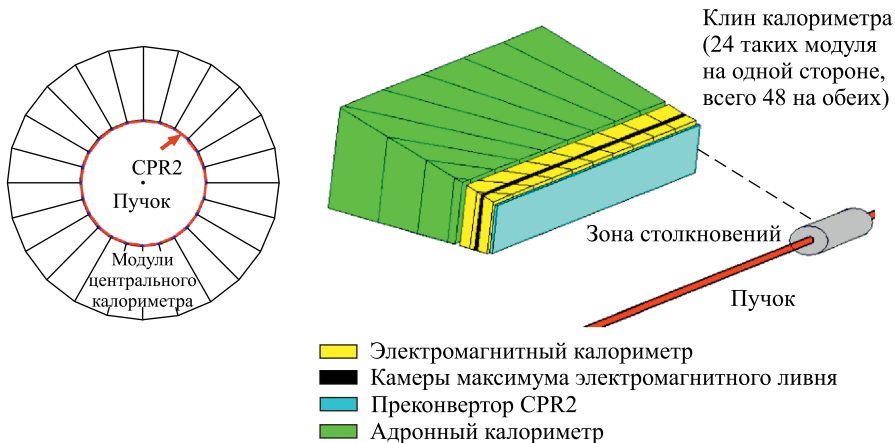 CPR2
Пучок
Модули
центрального
калориметра
Клин калориметра
(24 таких модуля
на одной стороне,
всего 48 на обеих)
Зона столкновений
Пучок
Электромагнитный калориметр
Камеры максимума электромагнитного ливня
Преконвертор CPR2
Адронный калориметр